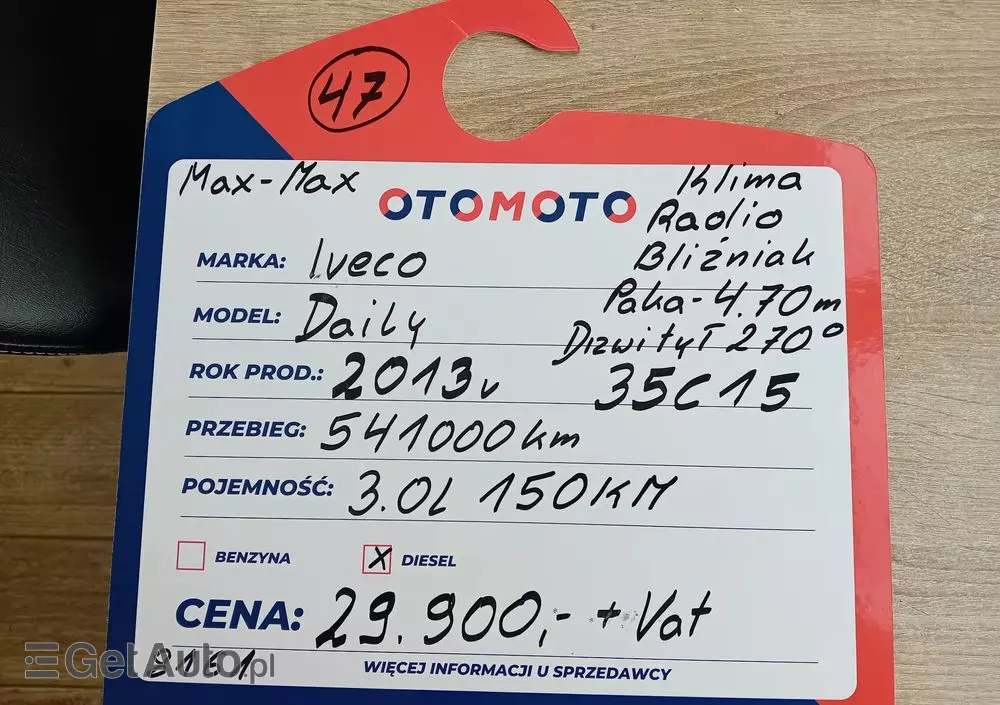 47
Max-Max
OTOMOTO
Klima
Radio
Bliźniak
Paka-4.70m
Drzwi tył 270°
MARKA: Iveco
MODEL: Daily
ROK PROD.: 2013r 35C15
PRZEBIEG: 541000km
POJEMNOŚĆ: 3.0L 150KM
BENZYNA X DIESEL
CENA: 29.900,- + Vat
WIĘCEJ INFORMACJI U SPRZEDAWCY
GetAuto.pl